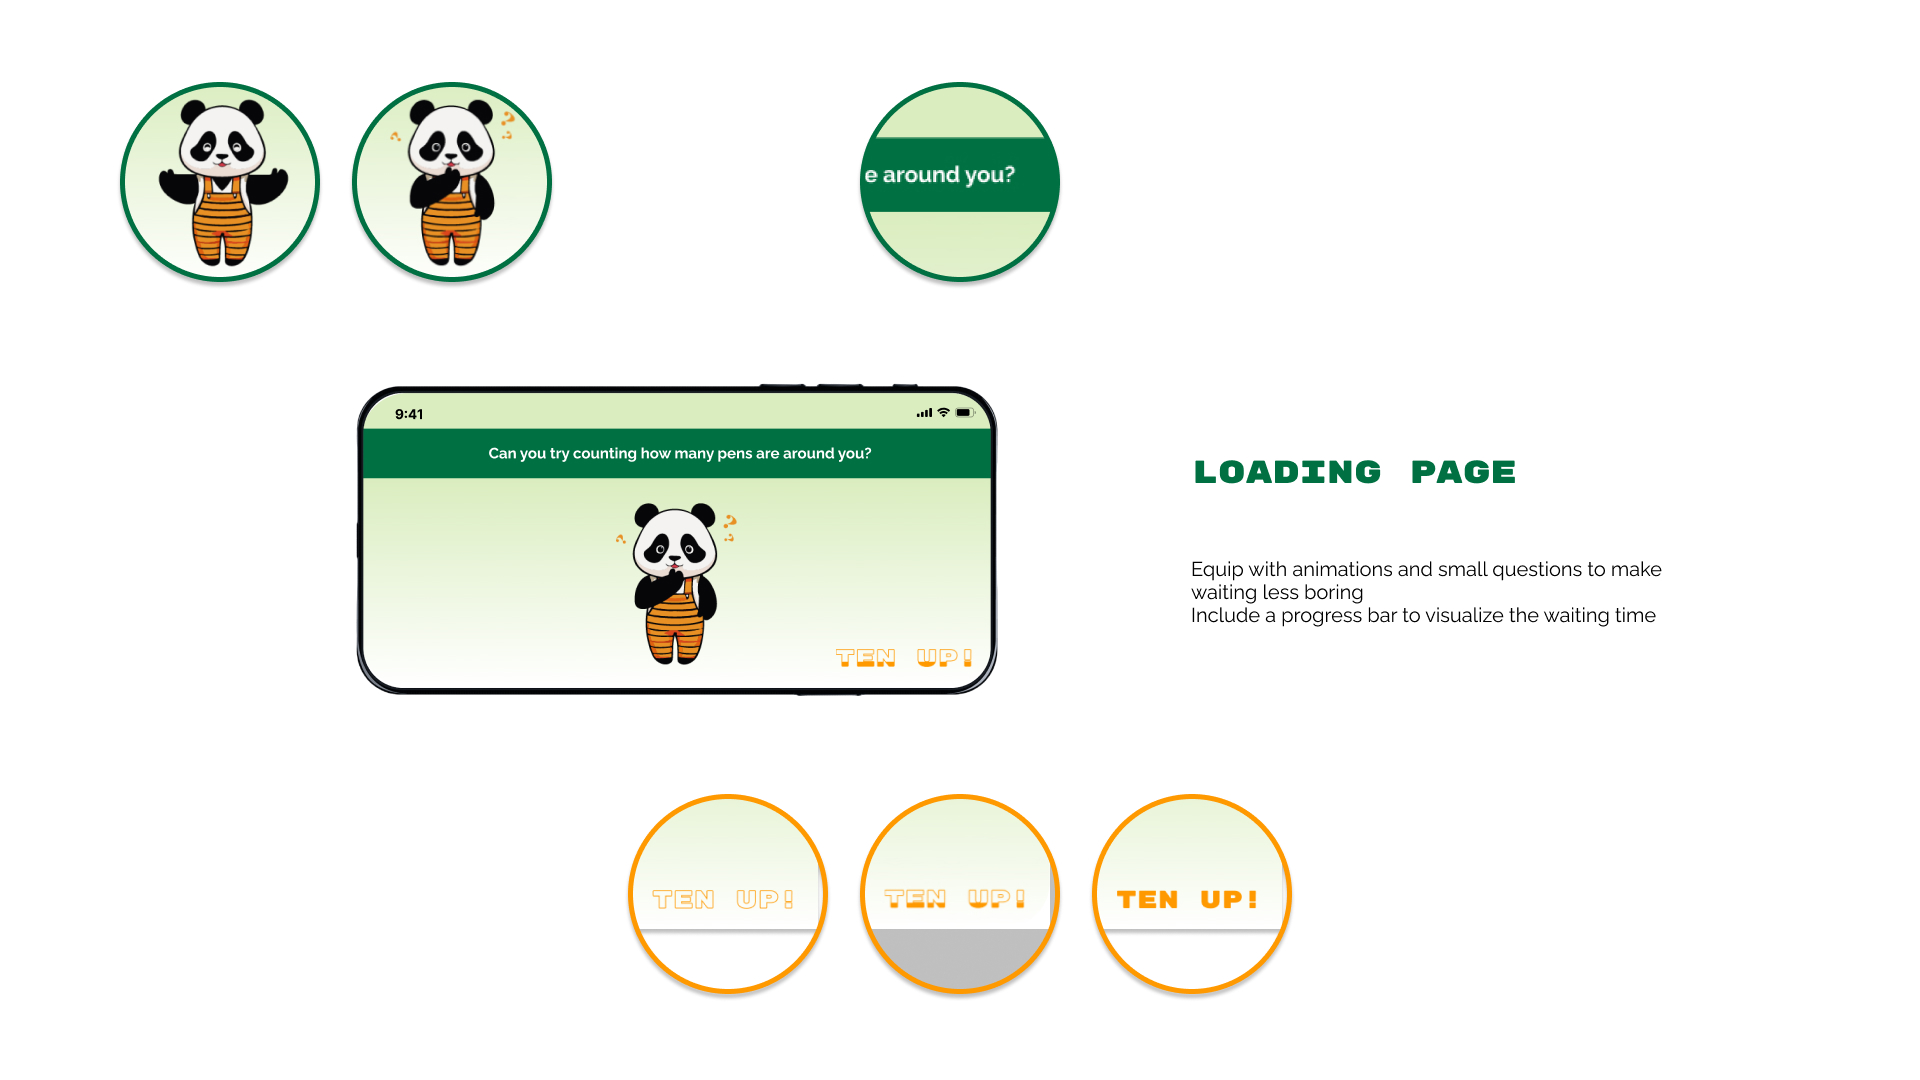 e around you?
9:41
Can you try counting how many pens are around you?
TEN UP!
LOADING PAGE
Equip with animations and small questions to make
waiting less boring
Include a progress bar to visualize the waiting time
TEN UP!
TEN UP!
TEN UP!